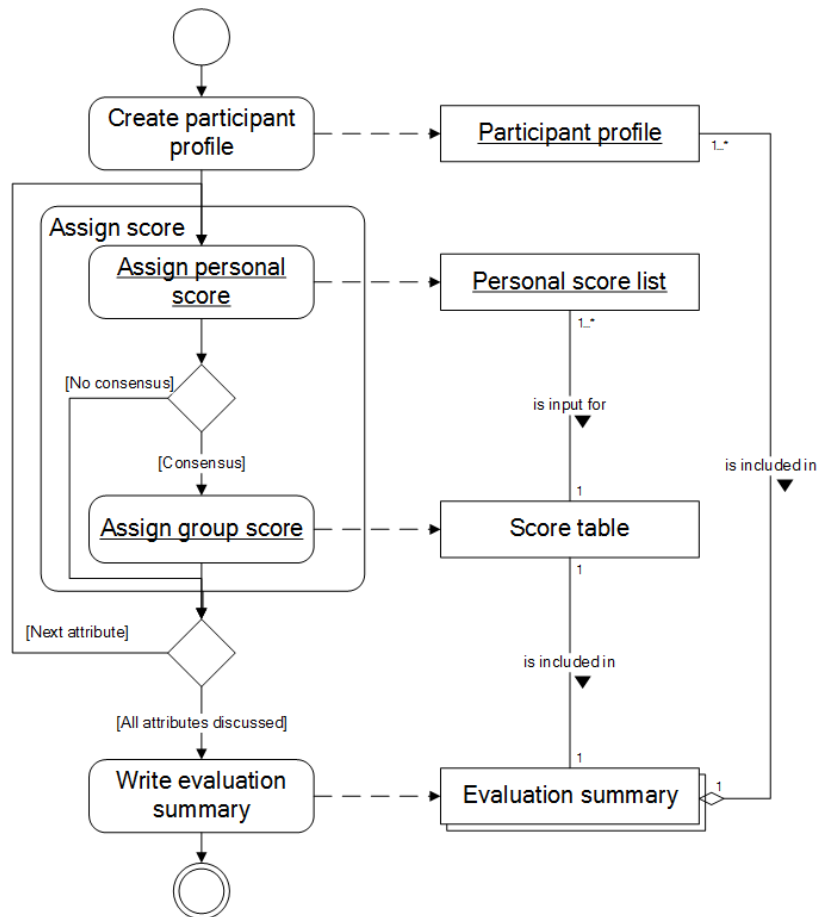 Create participant
profile
Participant profile
1...*
Assign score
Assign personal
score
Personal score list
1...*
[No consensus]
is input for
[Consensus]
is included in
1
Assign group score
Score table
1
[Next attribute]
is included in
[All attributes discussed]
1
Write evaluation
summary
Evaluation summary
1